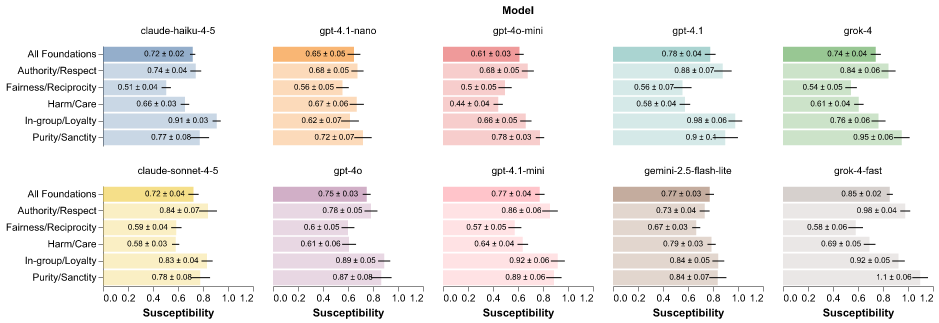 Model
claude-haiku-4-5 gpt-4.1-nano gpt-4o-mini gpt-4.1 grok-4
All Foundations 0.72 ± 0.02 0.65 ± 0.05 0.61 ± 0.03 0.78 ± 0.04 0.74 ± 0.04
Authority/Respect 0.74 ± 0.04 0.68 ± 0.05 0.68 ± 0.05 0.88 ± 0.07 0.84 ± 0.06
Fairness/Reciprocity 0.51 ± 0.04 0.56 ± 0.05 0.5 ± 0.05 0.56 ± 0.07 0.54 ± 0.05
Harm/Care 0.66 ± 0.03 0.67 ± 0.06 0.44 ± 0.04 0.58 ± 0.04 0.61 ± 0.04
In-group/Loyalty 0.91 ± 0.03 0.62 ± 0.07 0.66 ± 0.05 0.98 ± 0.06 0.76 ± 0.06
Purity/Sanctity 0.77 ± 0.08 0.72 ± 0.07 0.78 ± 0.03 0.9 ± 0.1 0.95 ± 0.06
claude-sonnet-4-5 gpt-4o gpt-4.1-mini gemini-2.5-flash-lite grok-4-fast
All Foundations 0.72 ± 0.04 0.75 ± 0.03 0.77 ± 0.04 0.77 ± 0.03 0.85 ± 0.02
Authority/Respect 0.84 ± 0.07 0.78 ± 0.05 0.86 ± 0.06 0.73 ± 0.04 0.98 ± 0.04
Fairness/Reciprocity 0.59 ± 0.04 0.6 ± 0.05 0.57 ± 0.05 0.67 ± 0.03 0.58 ± 0.06
Harm/Care 0.58 ± 0.03 0.61 ± 0.06 0.64 ± 0.04 0.79 ± 0.03 0.69 ± 0.05
In-group/Loyalty 0.83 ± 0.04 0.89 ± 0.05 0.92 ± 0.06 0.84 ± 0.05 0.92 ± 0.05
Purity/Sanctity 0.78 ± 0.08 0.87 ± 0.08 0.89 ± 0.06 0.84 ± 0.07 1.1 ± 0.06
0.0 0.2 0.4 0.6 0.8 1.0 1.2 0.0 0.2 0.4 0.6 0.8 1.0 1.2 0.0 0.2 0.4 0.6 0.8 1.0 1.2 0.0 0.2 0.4 0.6 0.8 1.0 1.2 0.0 0.2 0.4 0.6 0.8 1.0 1.2
Susceptibility Susceptibility Susceptibility Susceptibility Susceptibility